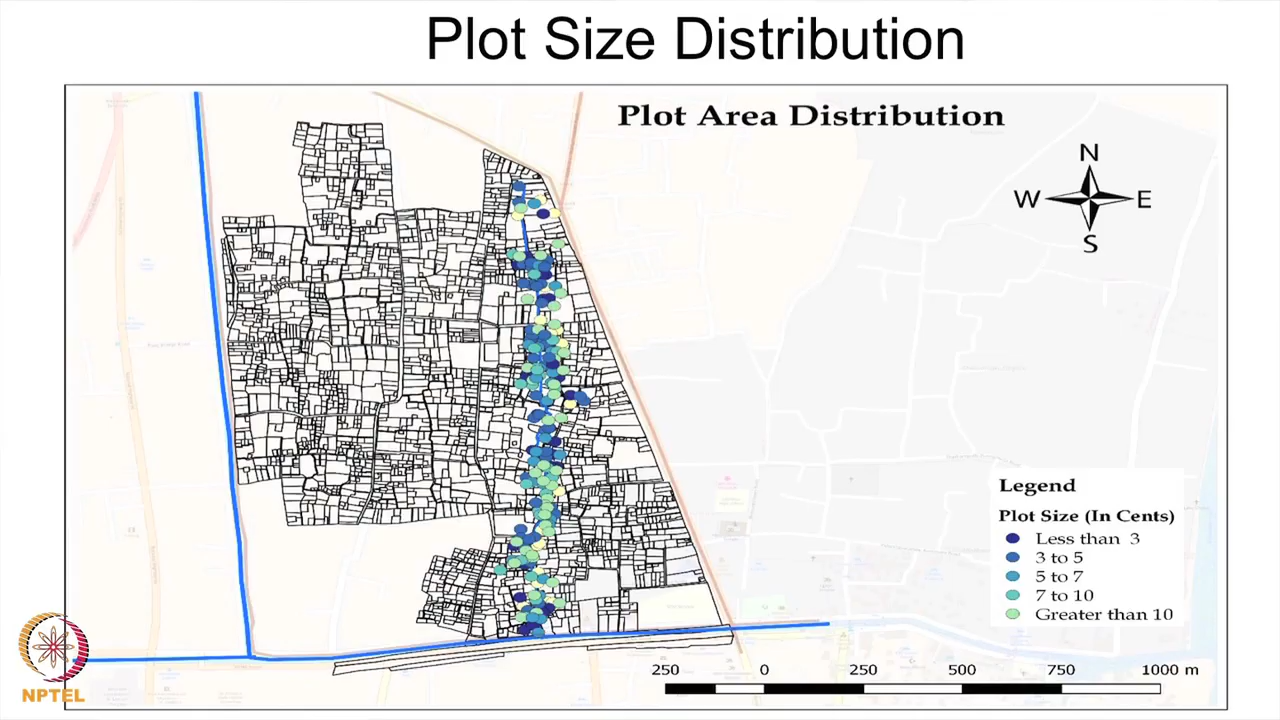 Plot Size Distribution
Plot Area Distribution
N
W E
S
Legend
Plot Size (In Cents)
Less than 3
3 to 5
5 to 7
7 to 10
Greater than 10
250 0 250 500 750 1000 m
NPTEL